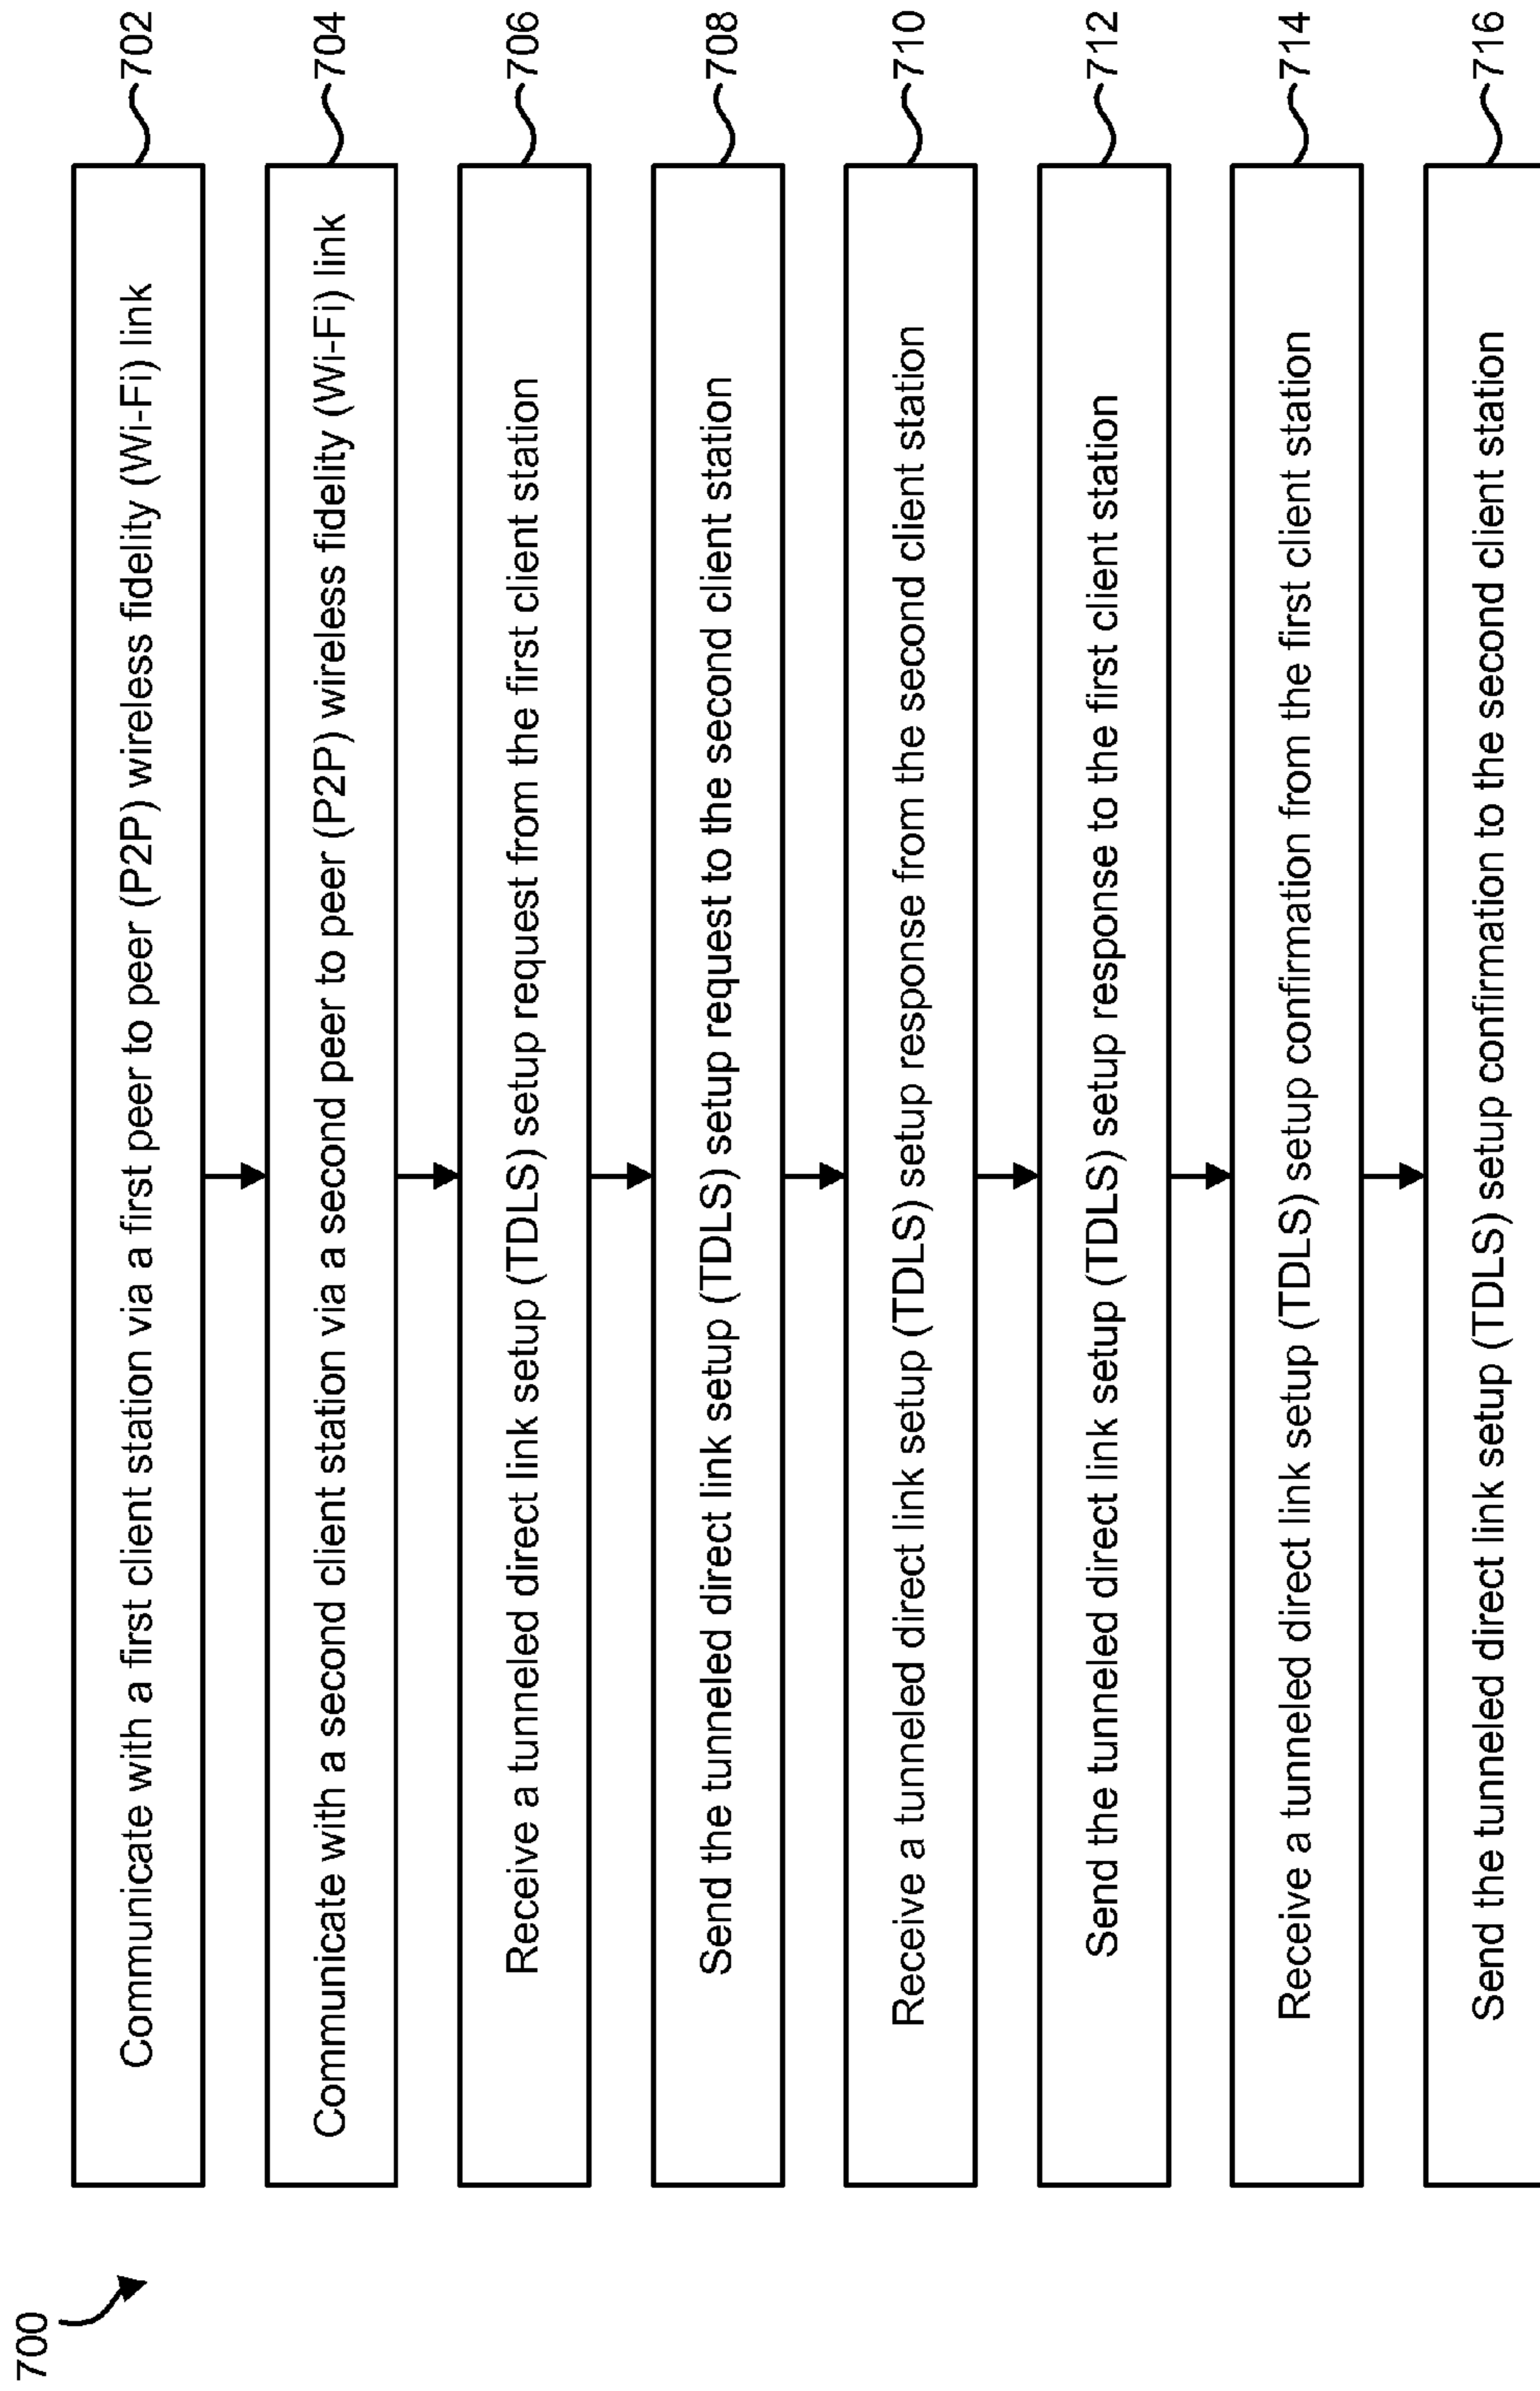 700
Communicate with a first client station via a first peer to peer (P2P) wireless fidelity (Wi-Fi) link
702
Communicate with a second client station via a second peer to peer (P2P) wireless fidelity (Wi-Fi) link
704
Receive a tunneled direct link setup (TDLS) setup request from the first client station
706
Send the tunneled direct link setup (TDLS) setup request to the second client station
708
Receive a tunneled direct link setup (TDLS) setup response from the second client station
710
Send the tunneled direct link setup (TDLS) setup response to the first client station
712
Receive a tunneled direct link setup (TDLS) setup confirmation from the first client station
714
Send the tunneled direct link setup (TDLS) setup confirmation to the second client station
716